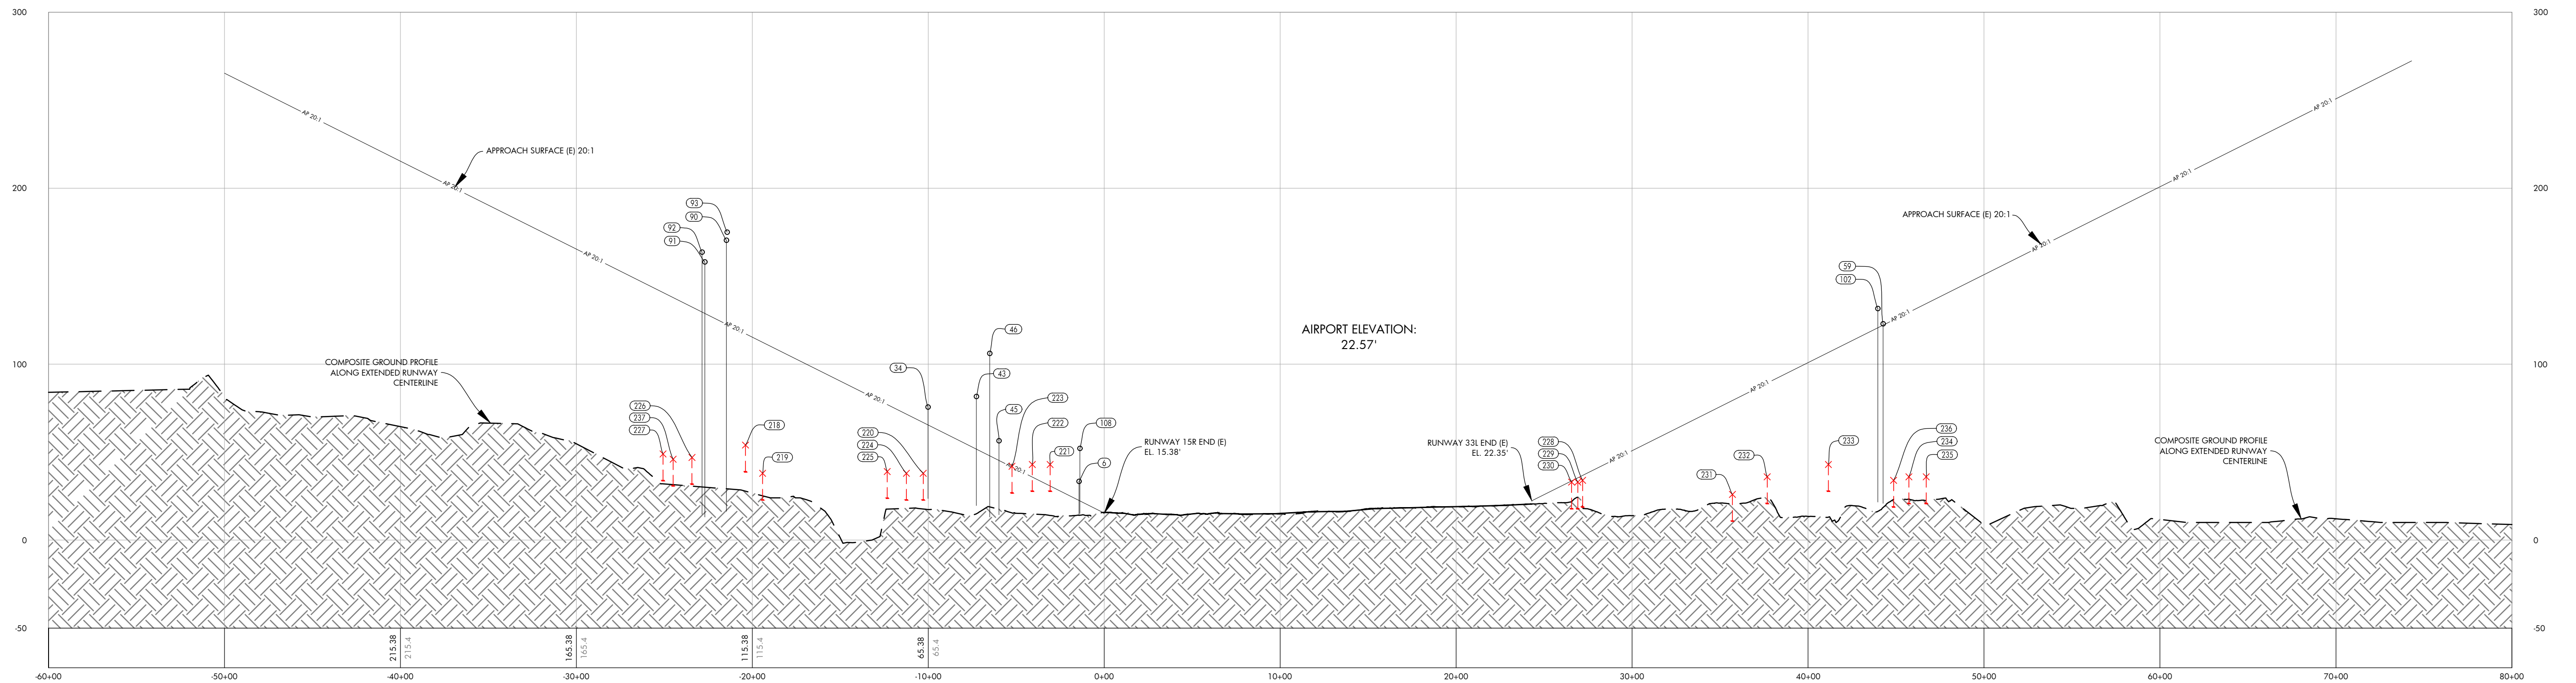 300
300
AP 20:1
AP 20:1
APPROACH SURFACE (E) 20:1
AP 20:1
AP 20:1
200
200
93
APPROACH SURFACE (E) 20:1
90
92
91
AP 20:1
AP 20:1
59
102
AP 20:1
AP 20:1
46
AIRPORT ELEVATION:
22.57'
100
100
COMPOSITE GROUND PROFILE
ALONG EXTENDED RUNWAY
CENTERLINE
34
43
AP 20:1
AP 20:1
226
237
227
223
45
218
222
108
220
224
225
RUNWAY 15R END (E)
EL. 15.38'
RUNWAY 33L END (E)
EL. 22.35'
228
229
230
236
234
235
233
COMPOSITE GROUND PROFILE
ALONG EXTENDED RUNWAY
CENTERLINE
219
221
6
AP 20:1
AP 20:1
232
231
0
0
-50
-50
215.38
215.4
165.38
165.4
115.38
115.4
65.38
65.4
-60+00
-50+00
-40+00
-30+00
-20+00
-10+00
0+00
10+00
20+00
30+00
40+00
50+00
60+00
70+00
80+00